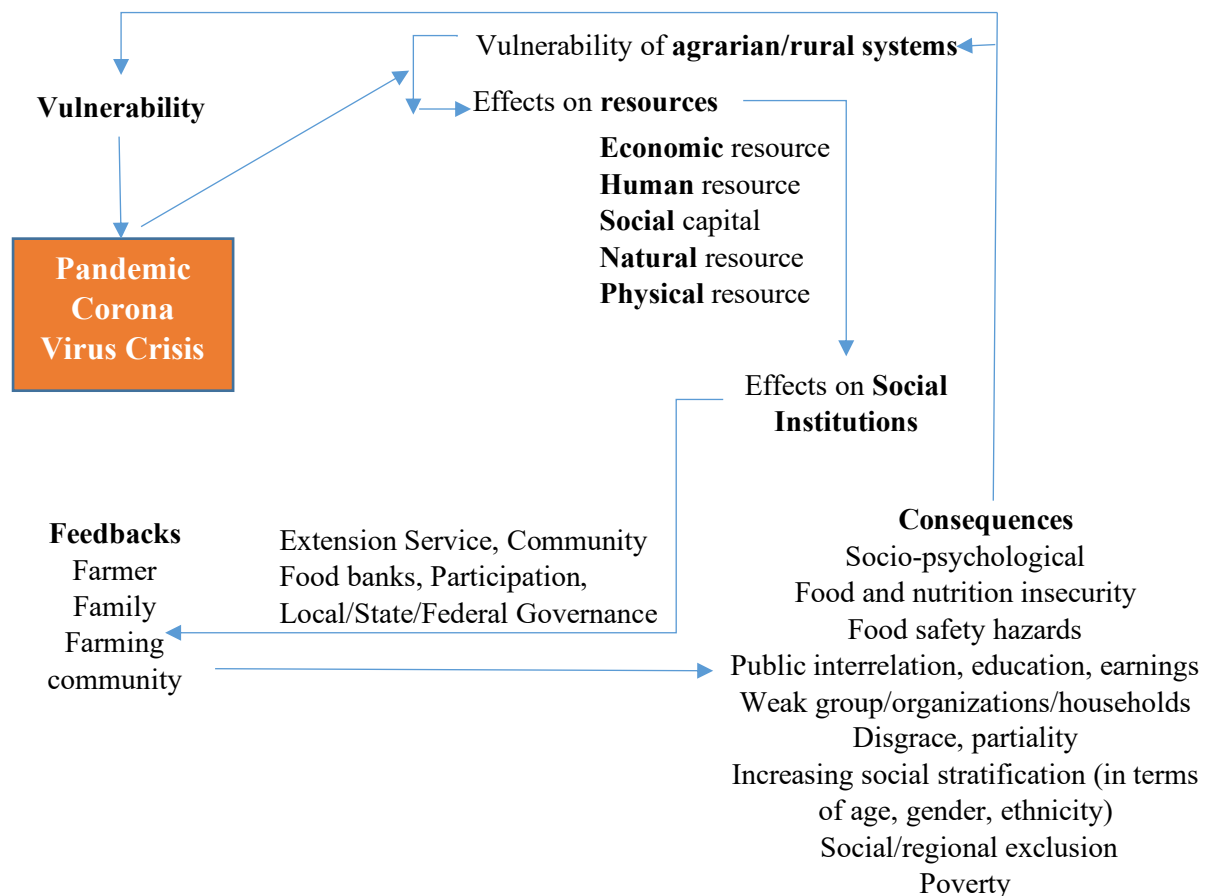 Vulnerability of agrarian/rural systems
Vulnerability
Effects on resources
Economic resource
Human resource
Social capital
Natural resource
Physical resource
Pandemic
Corona
Virus Crisis
Effects on Social
Institutions
Feedbacks
Farmer
Family
Farming
community
Extension Service, Community
Food banks, Participation,
Local/State/Federal Governance
Consequences
Socio-psychological
Food and nutrition insecurity
Food safety hazards
Public interrelation, education, earnings
Weak group/organizations/households
Disgrace, partiality
Increasing social stratification (in terms
of age, gender, ethnicity)
Social/regional exclusion
Poverty